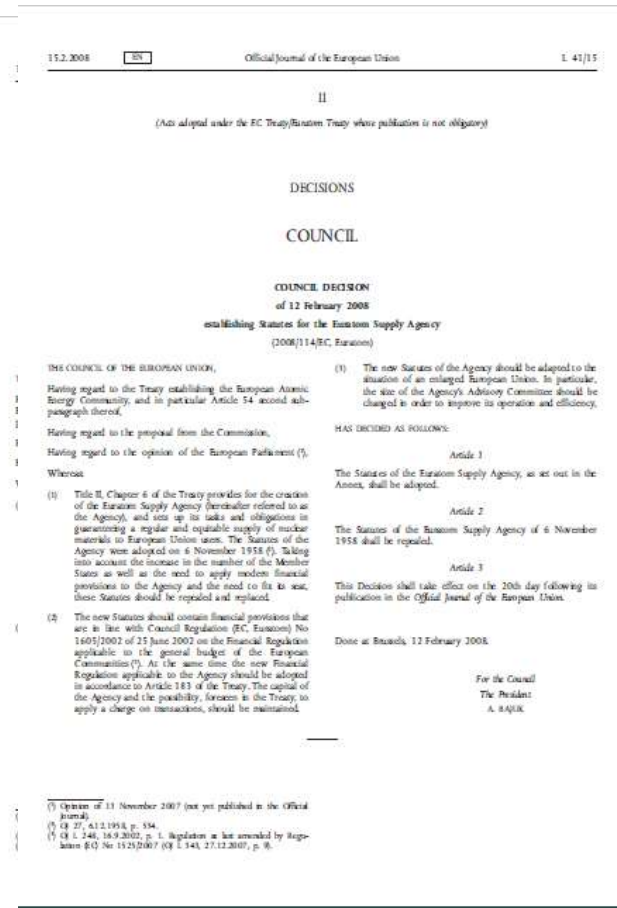 15.2.2008
EN
Official Journal of the European Union
L 41/15
II
(Acts adopted under the EC Treaty/Euratom Treaty whose publication is not obligatory)
DECISIONS
COUNCIL
COUNCIL DECISION
of 12 February 2008
establishing Statutes for the Euratom Supply Agency
(2008/114/EC, Euratom)
THE COUNCIL OF THE EUROPEAN UNION,
Having regard to the Treaty establishing the European Atomic
Energy Community, and in particular Article 54 second sub-
paragraph thereof,
Having regard to the proposal from the Commission,
Having regard to the opinion of the European Parliament (¹),
Whereas:
(1) Title II, Chapter 6 of the Treaty provides for the creation
of the Euratom Supply Agency (hereinafter referred to as
the Agency), and sets up its tasks and obligations in
guaranteeing a regular and equitable supply of nuclear
materials to European Union users. The Statutes of the
Agency were adopted on 6 November 1958 (²). Taking
into account the increase in the number of the Member
States as well as the need to apply modern financial
provisions to the Agency and the need to fix its seat,
these Statutes should be repealed and replaced.
(2) The new Statutes should contain financial provisions that
are in line with Council Regulation (EC, Euratom) No
1605/2002 of 25 June 2002 on the Financial Regulation
applicable to the general budget of the European
Communities (³). At the same time the new Financial
Regulation applicable to the Agency should be adopted
in accordance to Article 183 of the Treaty. The capital of
the Agency and the possibility, foreseen in the Treaty, to
apply a charge on transactions, should be maintained.
(3) The new Statutes of the Agency should be adapted to the
situation of an enlarged European Union. In particular,
the size of the Agency's Advisory Committee should be
changed in order to improve its operation and efficiency,
HAS DECIDED AS FOLLOWS:
Article 1
The Statutes of the Euratom Supply Agency, as set out in the
Annex, shall be adopted.
Article 2
The Statutes of the Euratom Supply Agency of 6 November
1958 shall be repealed.
Article 3
This Decision shall take effect on the 20th day following its
publication in the Official Journal of the European Union.
Done at Brussels, 12 February 2008.
For the Council
The President
A. BAJUK
(¹) Opinion of 13 November 2007 (not yet published in the Official
Journal).
(²) OJ 27, 6.12.1958, p. 534.
(³) OJ L 248, 16.9.2002, p. 1. Regulation as last amended by Regu-
lation (EC) No 1525/2007 (OJ L 343, 27.12.2007, p. 9).